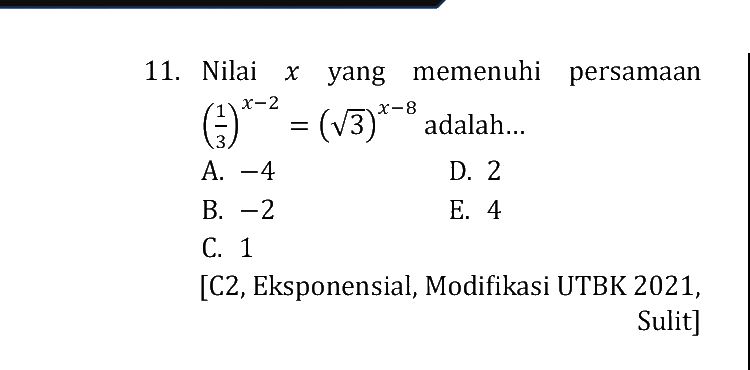 11. Nilai x yang memenuhi persamaan
(1/3)^(x−2) = (√3)^(x−8) adalah...
A. −4 D. 2
B. −2 E. 4
C. 1
[C2, Eksponensial, Modifikasi UTBK 2021,
Sulit]